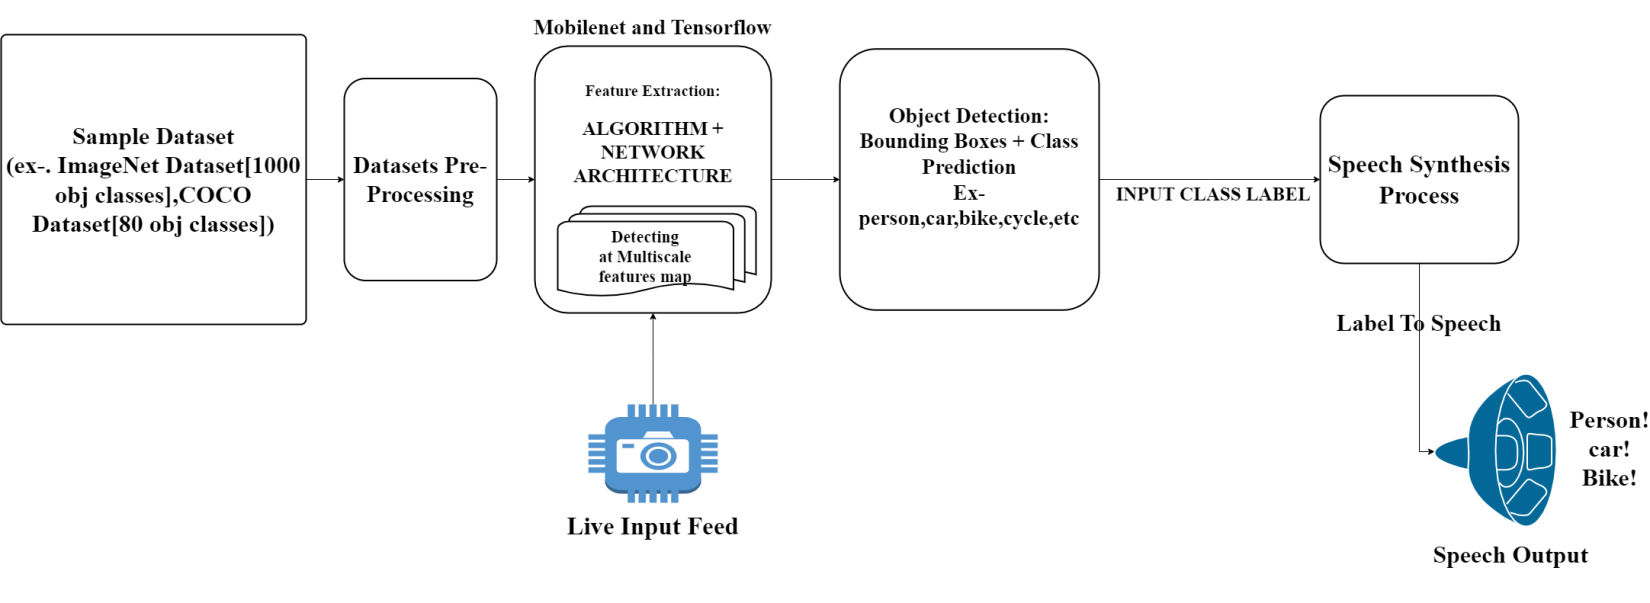 Mobilenet and Tensorflow
Sample Dataset
(ex-. ImageNet Dataset[1000
obj classes],COCO
Dataset[80 obj classes])
Datasets Pre-
Processing
Feature Extraction:
ALGORITHM +
NETWORK
ARCHITECTURE
Detecting
at Multiscale
features map
Object Detection:
Bounding Boxes + Class
Prediction
Ex-
person,car,bike,cycle,etc
INPUT CLASS LABEL
Speech Synthesis
Process
Label To Speech
Live Input Feed
Person!
car!
Bike!
Speech Output